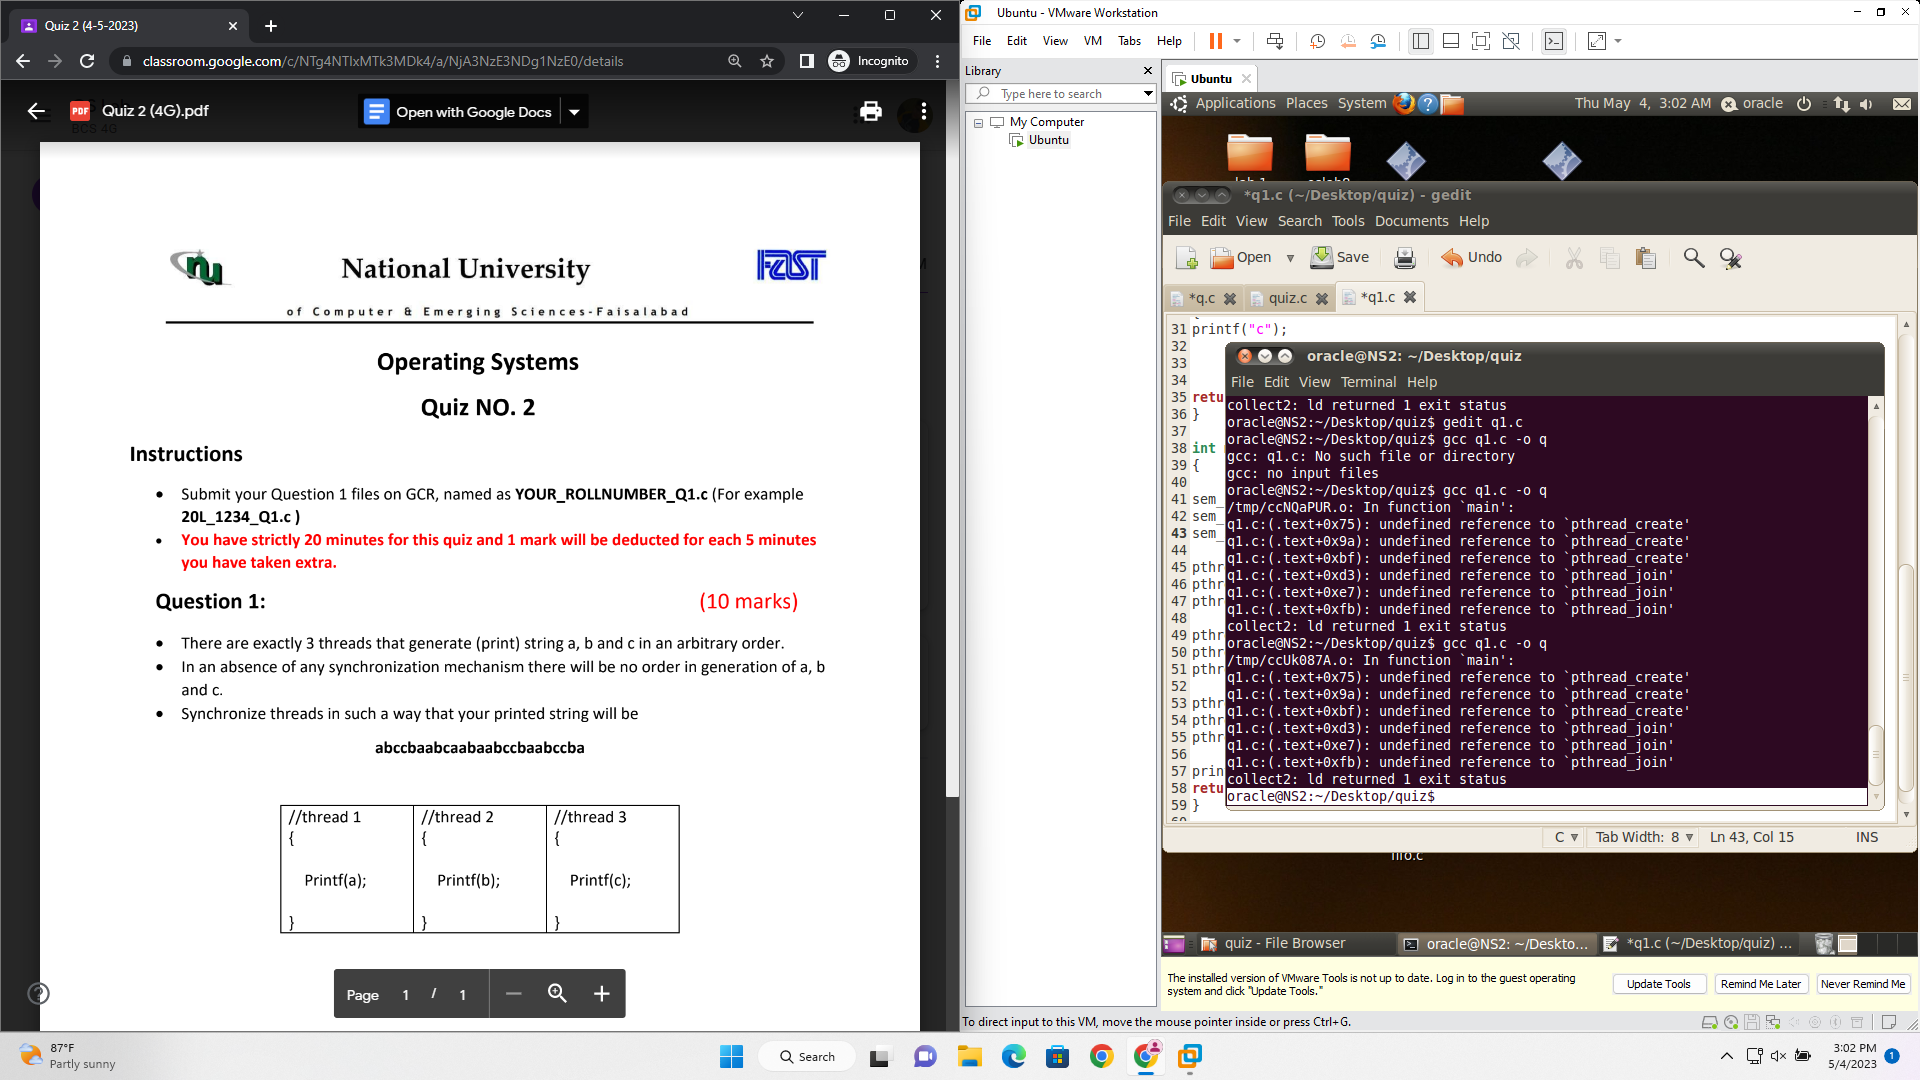 Quiz 2 (4-5-2023)
classroom.google.com/c/NTg4NTIxMTk3MDk4/a/NjA3NzE3NDg1NzE0/details
Incognito
PDF Quiz 2 (4G).pdf
Open with Google Docs
BCS 4G
National University
FAST
of Computer & Emerging Sciences-Faisalabad
Operating Systems
Quiz NO. 2
Instructions
• Submit your Question 1 files on GCR, named as YOUR_ROLLNUMBER_Q1.c (For example
20L_1234_Q1.c )
• You have strictly 20 minutes for this quiz and 1 mark will be deducted for each 5 minutes
you have taken extra.
Question 1: (10 marks)
• There are exactly 3 threads that generate (print) string a, b and c in an arbitrary order.
• In an absence of any synchronization mechanism there will be no order in generation of a, b
and c.
• Synchronize threads in such a way that your printed string will be
abccbaabcaabaabccbaabccba
//thread 1 //thread 2 //thread 3
{ { {
Printf(a); Printf(b); Printf(c);
} } }
Page 1 / 1
Ubuntu - VMware Workstation
File Edit View VM Tabs Help
Library
Type here to search
My Computer
Ubuntu
Ubuntu
Applications Places System Thu May 4, 3:02 AM oracle
*q1.c (~/Desktop/quiz) - gedit
File Edit View Search Tools Documents Help
Open Save Undo
*q.c quiz.c *q1.c
31 printf("c");
32
33
34
35 retu
36 }
37
38 int
39 {
40
41 sem_
42 sem_
43 sem_
44
45 pthr
46 pthr
47 pthr
48
49 pthr
50 pthr
51 pthr
52
53 pthr
54 pthr
55 pthr
56
57 prin
58 retu
59 }
60
oracle@NS2: ~/Desktop/quiz
File Edit View Terminal Help
collect2: ld returned 1 exit status
oracle@NS2:~/Desktop/quiz$ gedit q1.c
oracle@NS2:~/Desktop/quiz$ gcc q1.c -o q
gcc: q1.c: No such file or directory
gcc: no input files
oracle@NS2:~/Desktop/quiz$ gcc q1.c -o q
/tmp/ccNQaPUR.o: In function `main':
q1.c:(.text+0x75): undefined reference to `pthread_create'
q1.c:(.text+0x9a): undefined reference to `pthread_create'
q1.c:(.text+0xbf): undefined reference to `pthread_create'
q1.c:(.text+0xd3): undefined reference to `pthread_join'
q1.c:(.text+0xe7): undefined reference to `pthread_join'
q1.c:(.text+0xfb): undefined reference to `pthread_join'
collect2: ld returned 1 exit status
oracle@NS2:~/Desktop/quiz$ gcc q1.c -o q
/tmp/ccUk087A.o: In function `main':
q1.c:(.text+0x75): undefined reference to `pthread_create'
q1.c:(.text+0x9a): undefined reference to `pthread_create'
q1.c:(.text+0xbf): undefined reference to `pthread_create'
q1.c:(.text+0xd3): undefined reference to `pthread_join'
q1.c:(.text+0xe7): undefined reference to `pthread_join'
q1.c:(.text+0xfb): undefined reference to `pthread_join'
collect2: ld returned 1 exit status
oracle@NS2:~/Desktop/quiz$
C Tab Width: 8 Ln 43, Col 15 INS
fifo.c
quiz - File Browser oracle@NS2: ~/Deskto... *q1.c (~/Desktop/quiz) ...
The installed version of VMware Tools is not up to date. Log in to the guest operating
system and click "Update Tools."
Update Tools Remind Me Later Never Remind Me
To direct input to this VM, move the mouse pointer inside or press Ctrl+G.
87°F
Partly sunny
Search
3:02 PM
5/4/2023
1